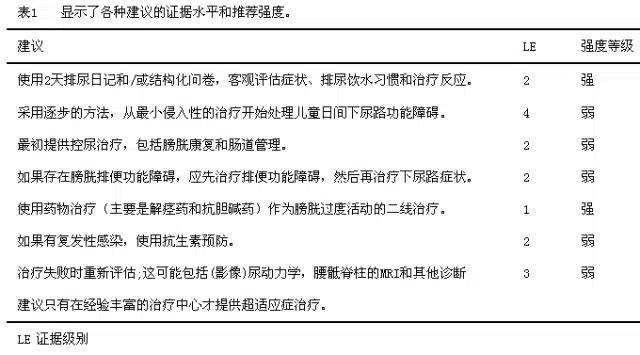 表1 显示了各种建议的证据水平和推荐强度。
建议 LE 强度等级
使用2天排尿日记和/或结构化问卷，客观评估症状、排尿饮水习惯和治疗反应。 2 强
采用逐步的方法，从最小侵入性的治疗开始处理儿童日间下尿路功能障碍。 4 弱
最初提供控尿治疗，包括膀胱康复和肠道管理。 2 弱
如果存在膀胱排便功能障碍，应先治疗排便功能障碍，然后再治疗下尿路症状。 2 弱
使用药物治疗（主要是解痉药和抗胆碱药）作为膀胱过度活动的二线治疗。 1 强
如果有复发性感染，使用抗生素预防。 2 弱
治疗失败时重新评估;这可能包括(影像)尿动力学，腰骶脊柱的MRI和其他诊断 3 弱
建议只有在经验丰富的治疗中心才提供超适应症治疗。
LE 证据级别